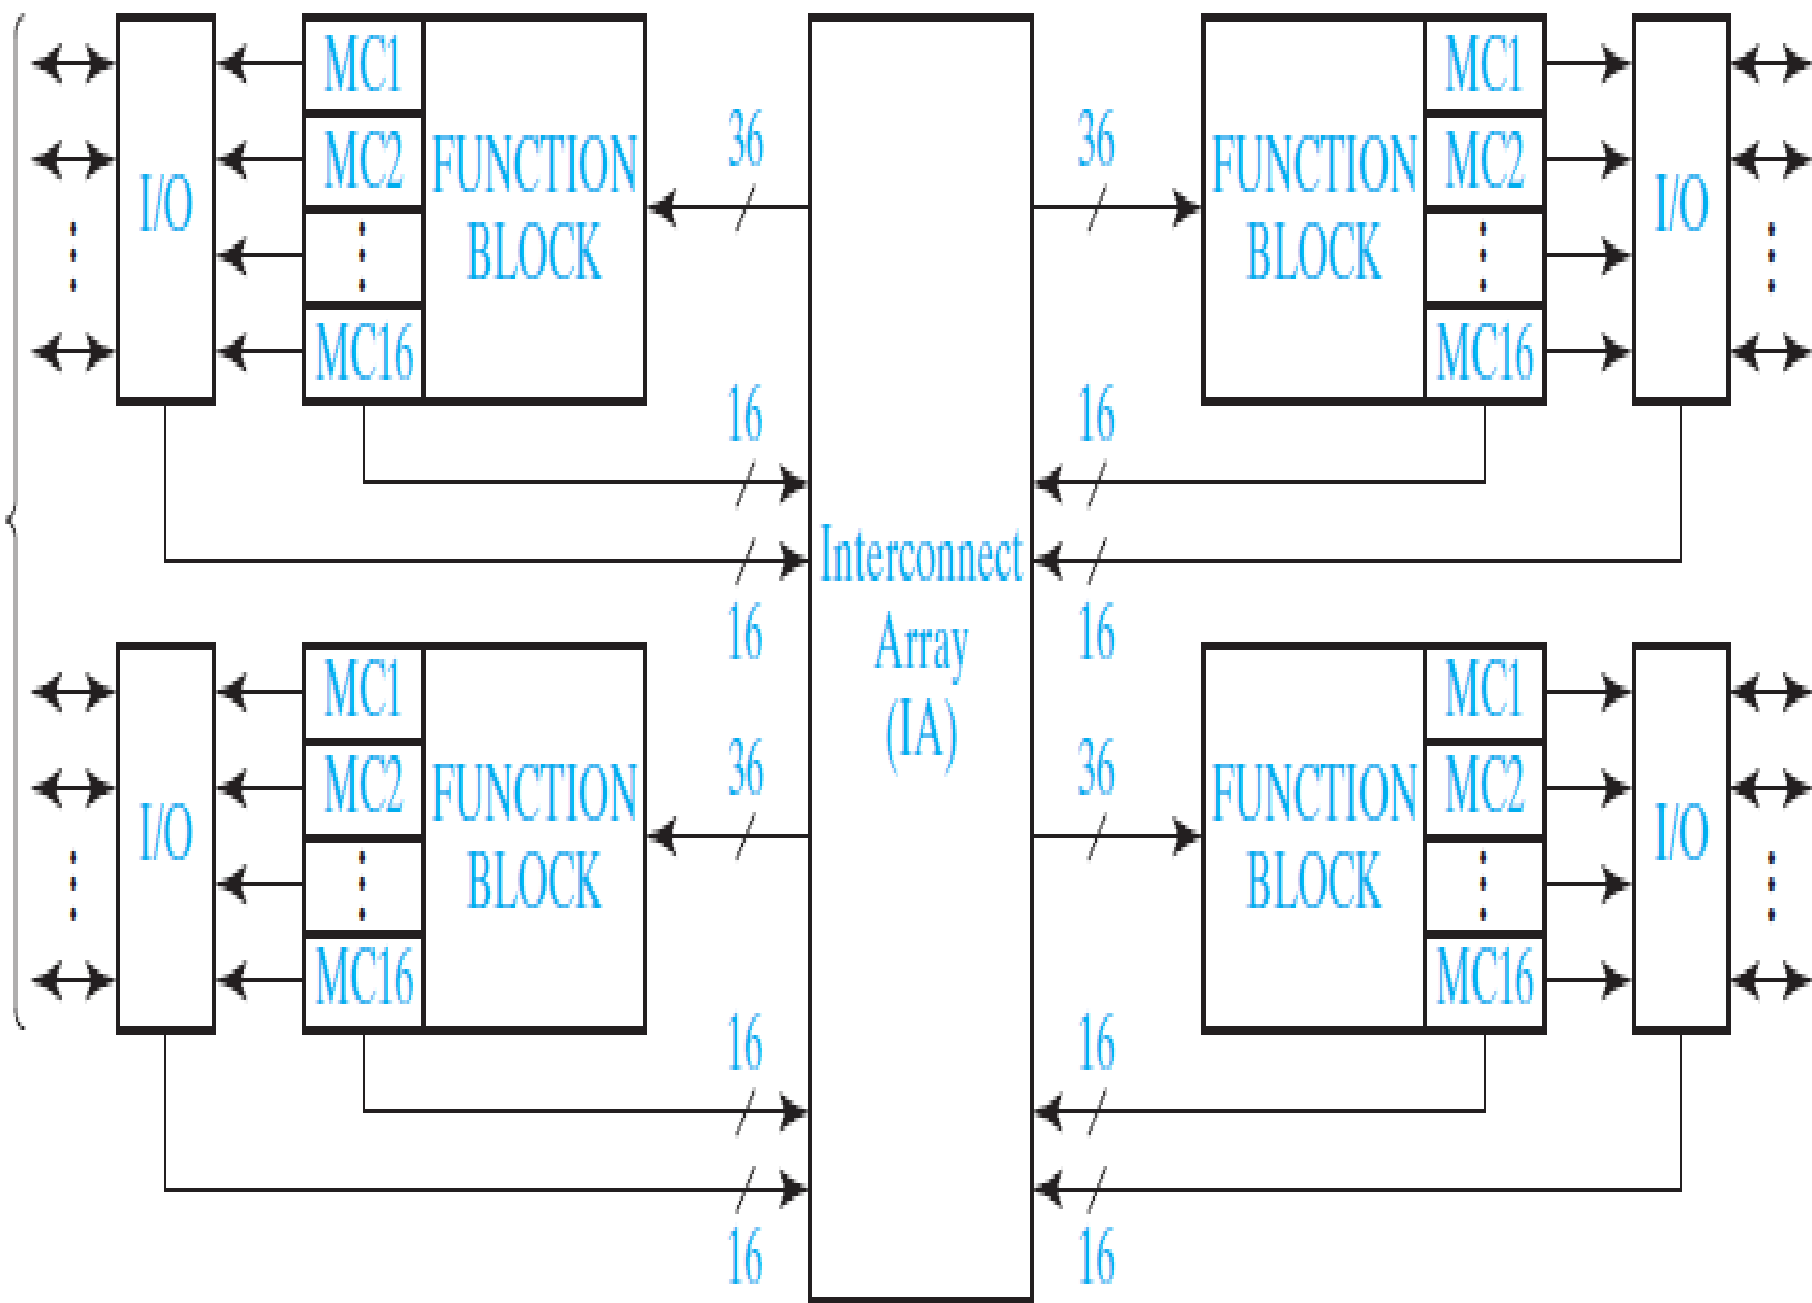 MC1
MC2
MC16
I/O
FUNCTION
BLOCK
36
16
16
36
16
16
FUNCTION
BLOCK
MC1
MC2
MC16
I/O
Interconnect
Array
(IA)
MC1
MC2
MC16
I/O
FUNCTION
BLOCK
36
16
16
36
16
16
FUNCTION
BLOCK
MC1
MC2
MC16
I/O